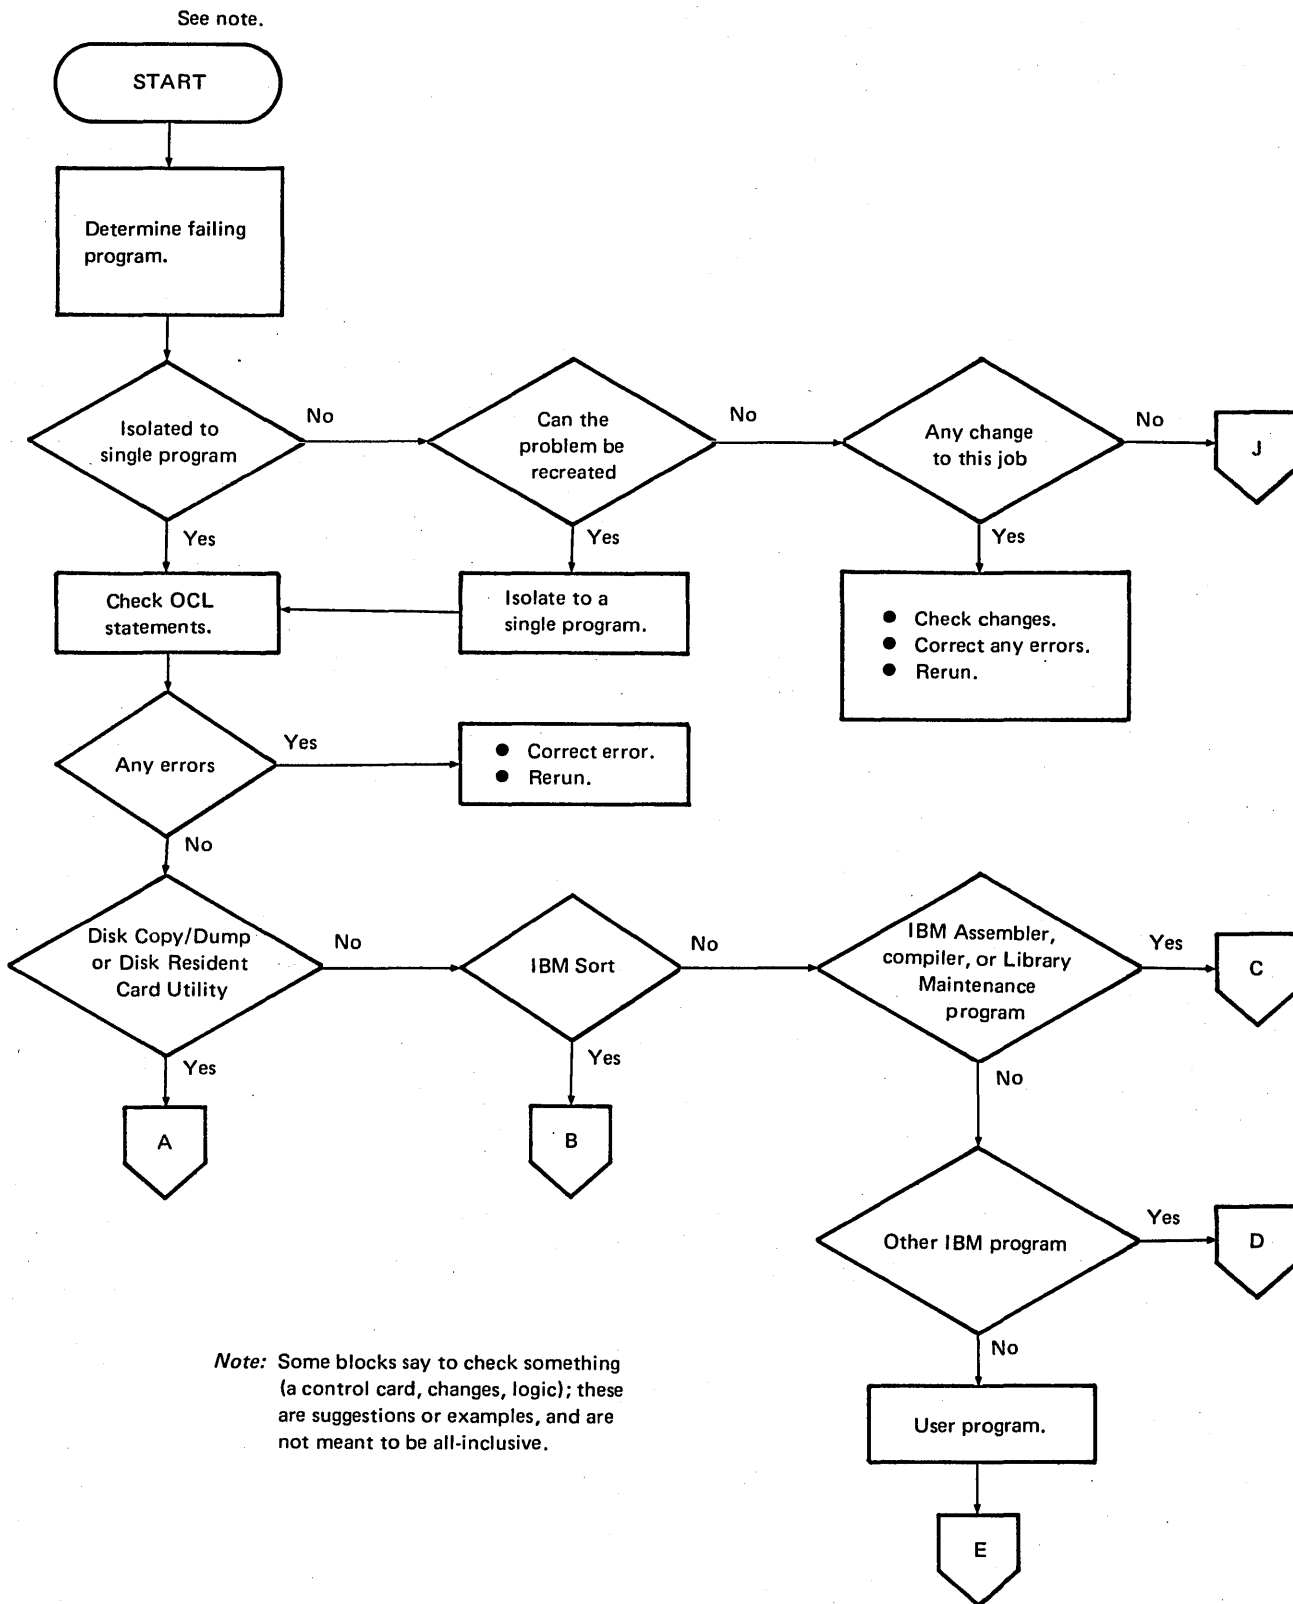 See note.
START
Determine failing
program.
Isolated to
single program
No
Yes
Can the
problem be
recreated
No
Yes
Any change
to this job
No
Yes
J
Check OCL
statements.
Isolate to a
single program.
● Check changes.
● Correct any errors.
● Rerun.
Any errors
Yes
No
● Correct error.
● Rerun.
Disk Copy/Dump
or Disk Resident
Card Utility
No
Yes
IBM Sort
No
Yes
IBM Assembler,
compiler, or Library
Maintenance
program
Yes
No
C
A
B
Other IBM program
Yes
No
D
Note: Some blocks say to check something
(a control card, changes, logic); these
are suggestions or examples, and are
not meant to be all-inclusive.
User program.
E